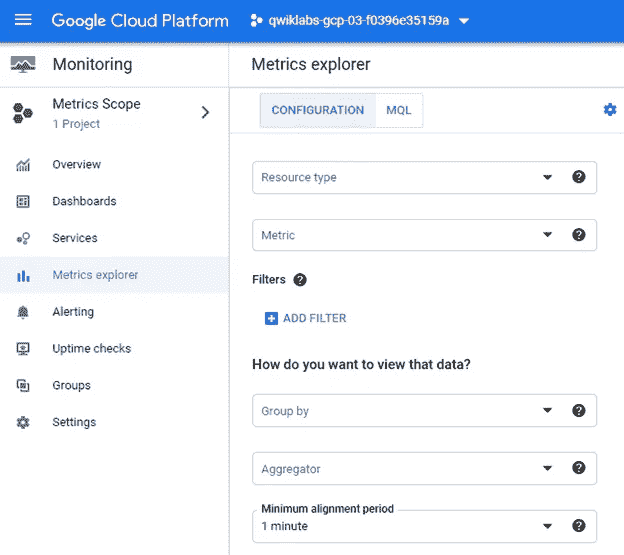 Google Cloud Platform
qwiklabs-gcp-03-f0396e35159a
Monitoring
Metrics Scope
1 Project
Overview
Dashboards
Services
Metrics explorer
Alerting
Uptime checks
Groups
Settings
Metrics explorer
CONFIGURATION
MQL
Resource type
Metric
Filters
ADD FILTER
How do you want to view that data?
Group by
Aggregator
Minimum alignment period
1 minute